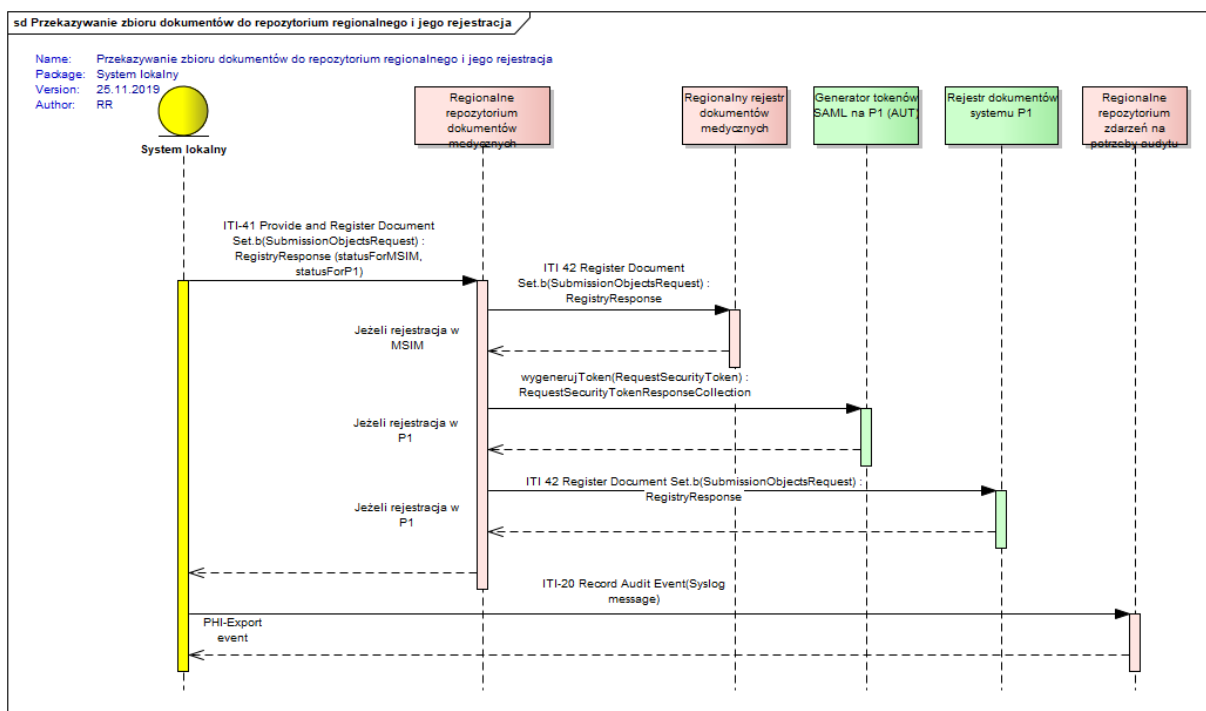 sd Przekazywanie zbioru dokumentów do repozytorium regionalnego i jego rejestracja
Name: Przekazywanie zbioru dokumentów do repozytorium regionalnego i jego rejestracja
Package: System lokalny
Version: 25.11.2019
Author: RR
System lokalny
Regionalne
repozytorium
dokumentów
medycznych
Regionalny rejestr
dokumentów
medycznych
Generator tokenów
SAML na P1 (AUT)
Rejestr dokumentów
systemu P1
Regionalne
repozytorium
zdarzeń na
potrzeby audytu
ITI-41 Provide and Register Document
Set.b(SubmissionObjectsRequest) :
RegistryResponse (statusForMSIM,
statusForP1)
ITI 42 Register Document
Set.b(SubmissionObjectsRequest) :
RegistryResponse
Jeżeli rejestracja w
MSIM
wygenerujToken(RequestSecurityToken) :
RequestSecurityTokenResponseCollection
Jeżeli rejestracja w
P1
ITI 42 Register Document Set.b(SubmissionObjectsRequest) :
RegistryResponse
Jeżeli rejestracja w
P1
ITI-20 Record Audit Event(Syslog
message)
PHI-Export
event